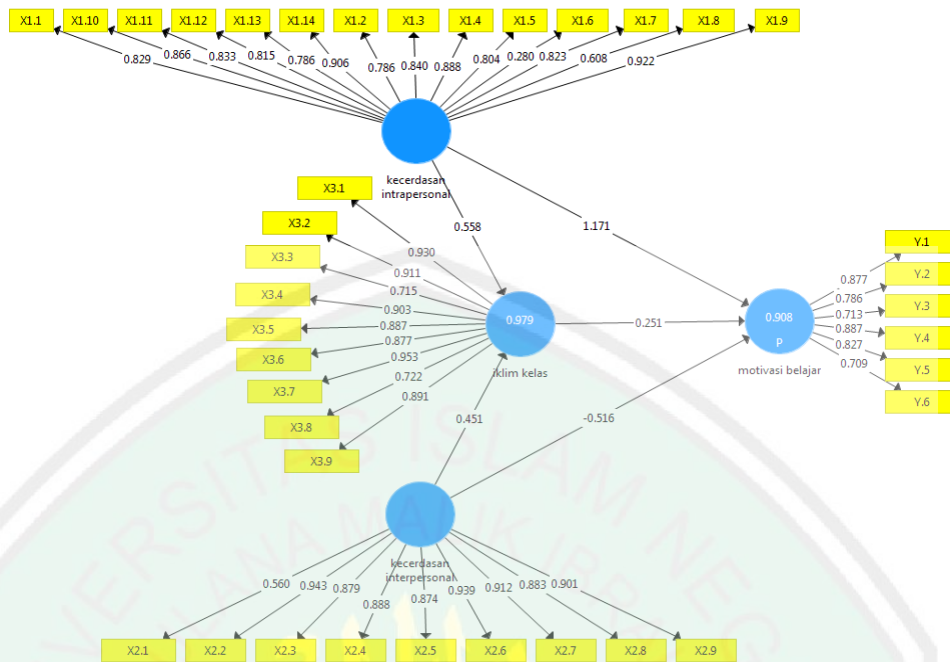 X1.1 X1.10 X1.11 X1.12 X1.13 X1.14 X1.2 X1.3 X1.4 X1.5 X1.6 X1.7 X1.8 X1.9
0.829 0.866 0.833 0.815 0.786 0.906 0.786 0.840 0.888 0.804 0.280 0.823 0.608 0.922
kecerdasan
intrapersonal
X3.1
0.558
1.171
X3.2
0.930
X3.3
0.911
X3.4
0.715
0.903
X3.5
0.887
X3.6
0.877
X3.7
0.953
X3.8
0.722
X3.9
0.891
0.979
iklim kelas
0.251
0.908
P
motivasi belajar
Y.1
0.877
Y.2
0.786
Y.3
0.713
Y.4
0.887
Y.5
0.827
Y.6
0.709
0.451
-0.516
kecerdasan
interpersonal
0.560 0.943 0.879 0.888 0.874 0.939 0.912 0.883 0.901
X2.1 X2.2 X2.3 X2.4 X2.5 X2.6 X2.7 X2.8 X2.9